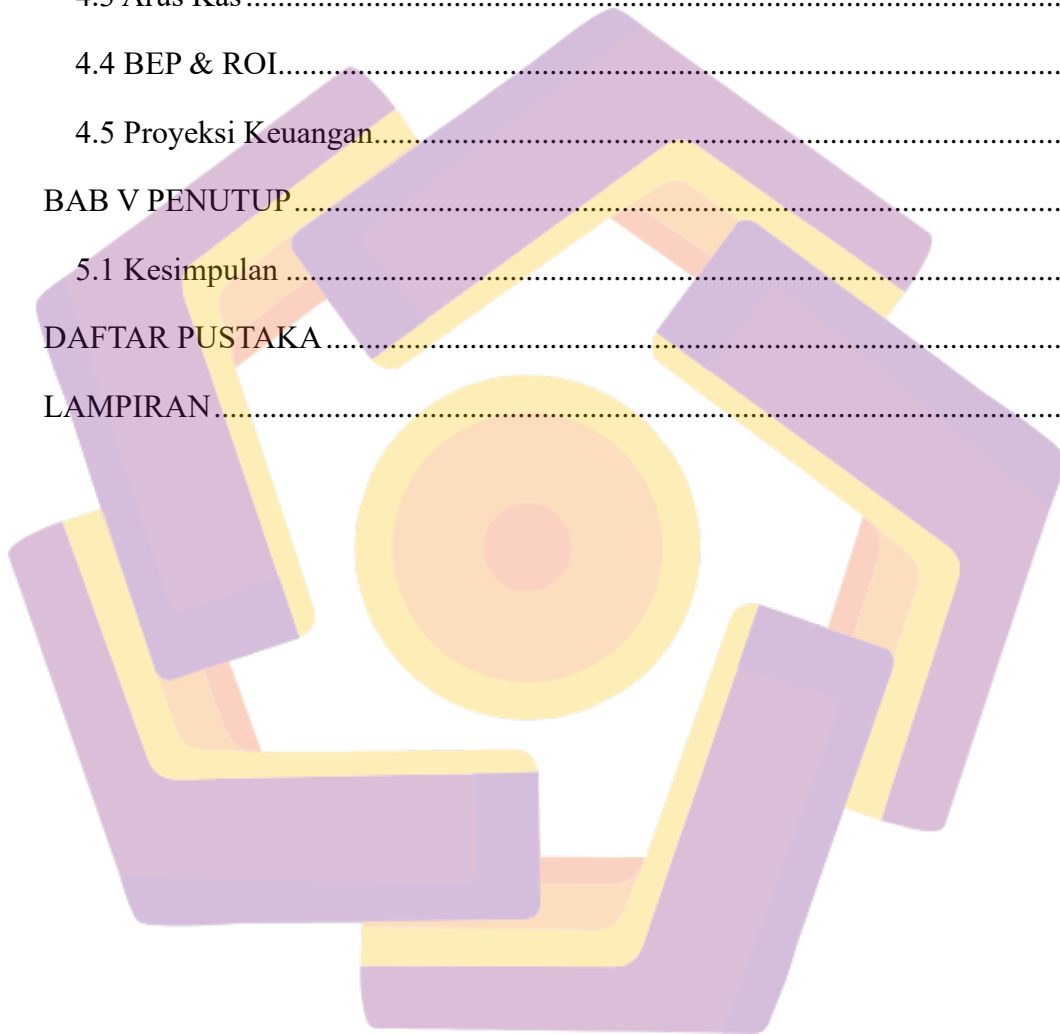 4.3 Arus Kas ........................................................................................................
4.4 BEP & ROI....................................................................................................
4.5 Proyeksi Keuangan........................................................................................
BAB V PENUTUP ................................................................................................
5.1 Kesimpulan ...................................................................................................
DAFTAR PUSTAKA .............................................................................................
LAMPIRAN ..........................................................................................................